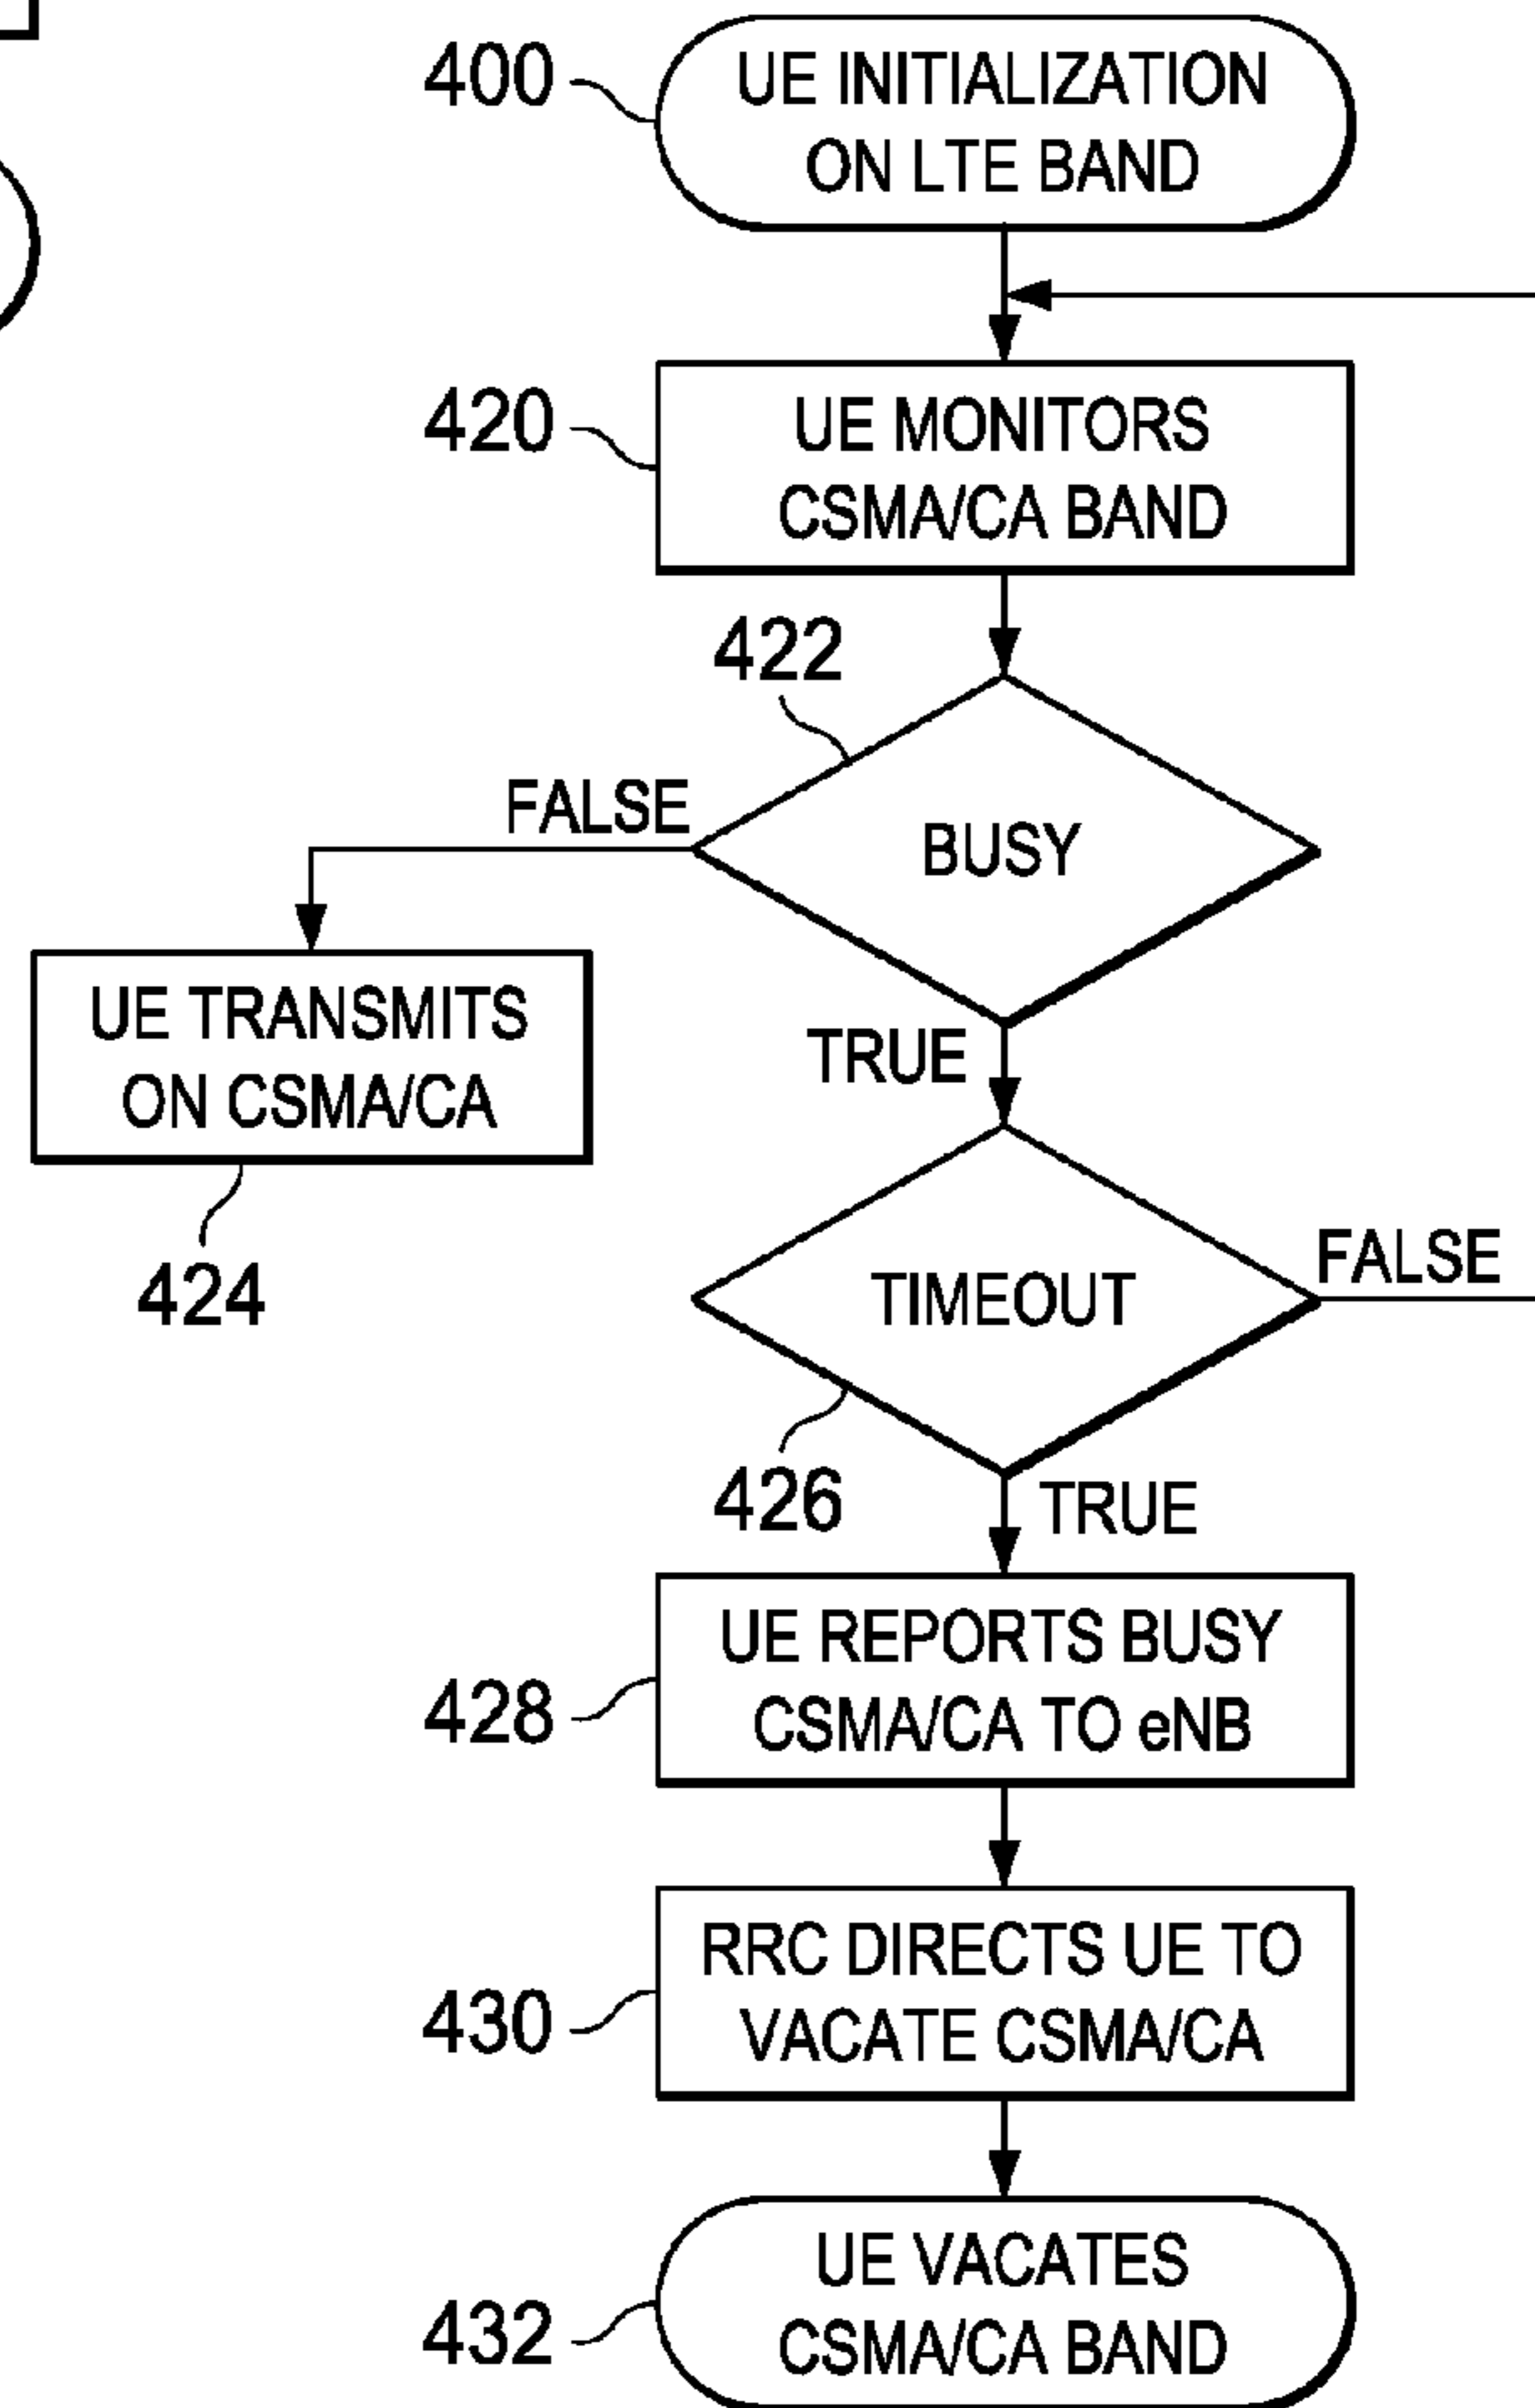 400
UE INITIALIZATION
ON LTE BAND
420
UE MONITORS
CSMA/CA BAND
422
FALSE
BUSY
UE TRANSMITS
ON CSMA/CA
424
TRUE
TIMEOUT
FALSE
426
TRUE
428
UE REPORTS BUSY
CSMA/CA TO eNB
430
RRC DIRECTS UE TO
VACATE CSMA/CA
432
UE VACATES
CSMA/CA BAND